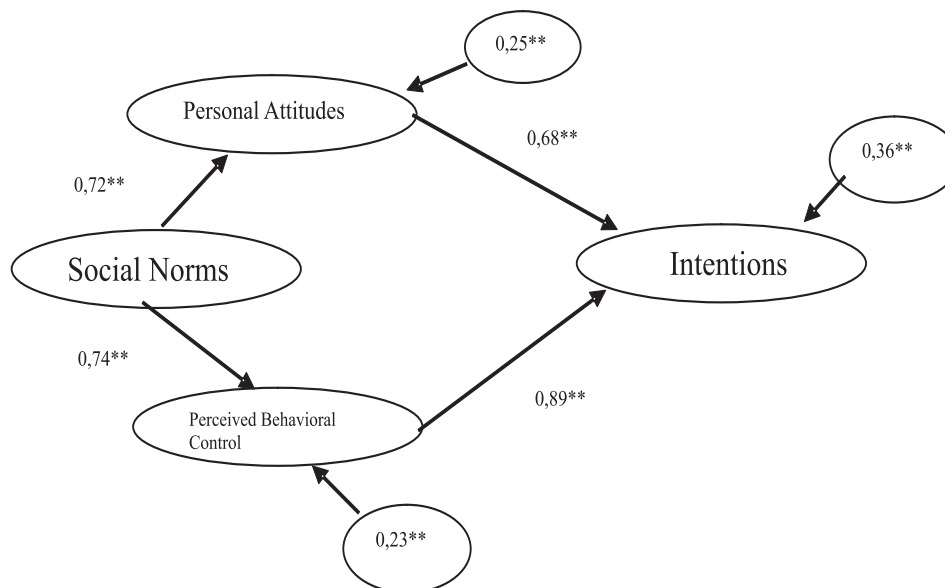 0,25**
Personal Attitudes
0,68**
0,36**
0,72**
Social Norms
Intentions
0,74**
0,89**
Perceived Behavioral
Control
0,23**